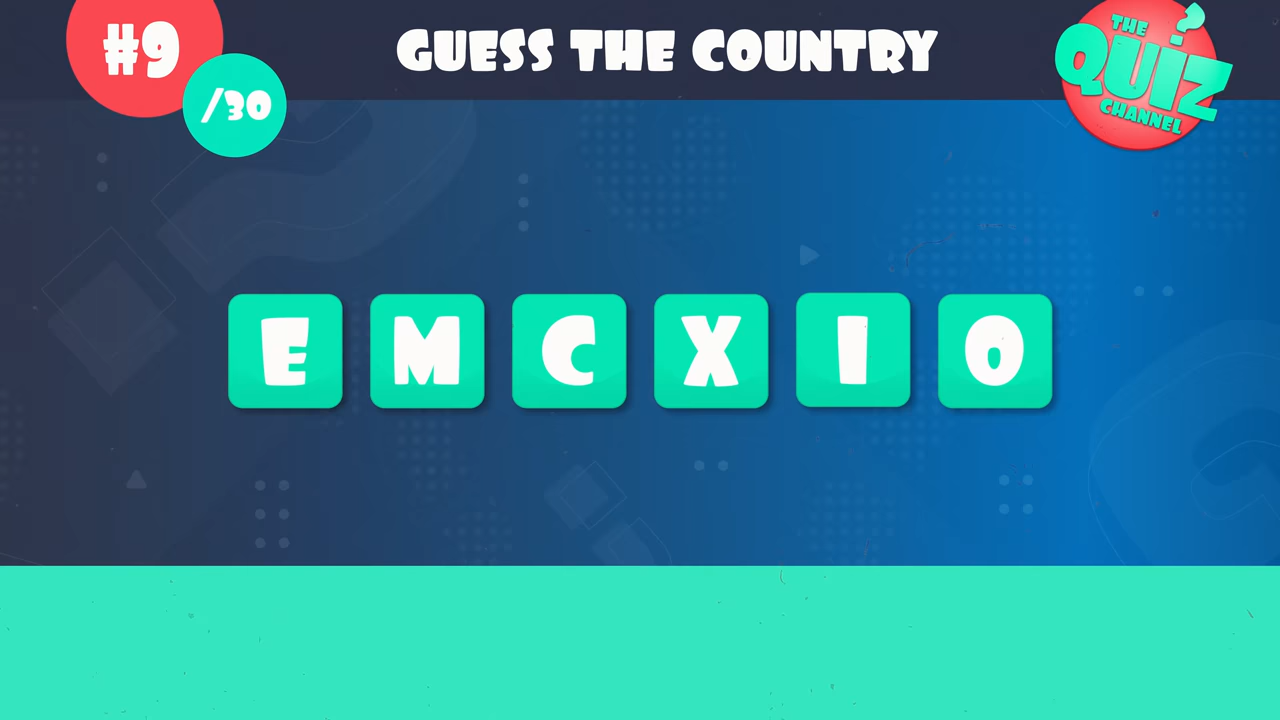 #9
/30
GUESS THE COUNTRY
THE
QUIZ
CHANNEL
E M C X I O